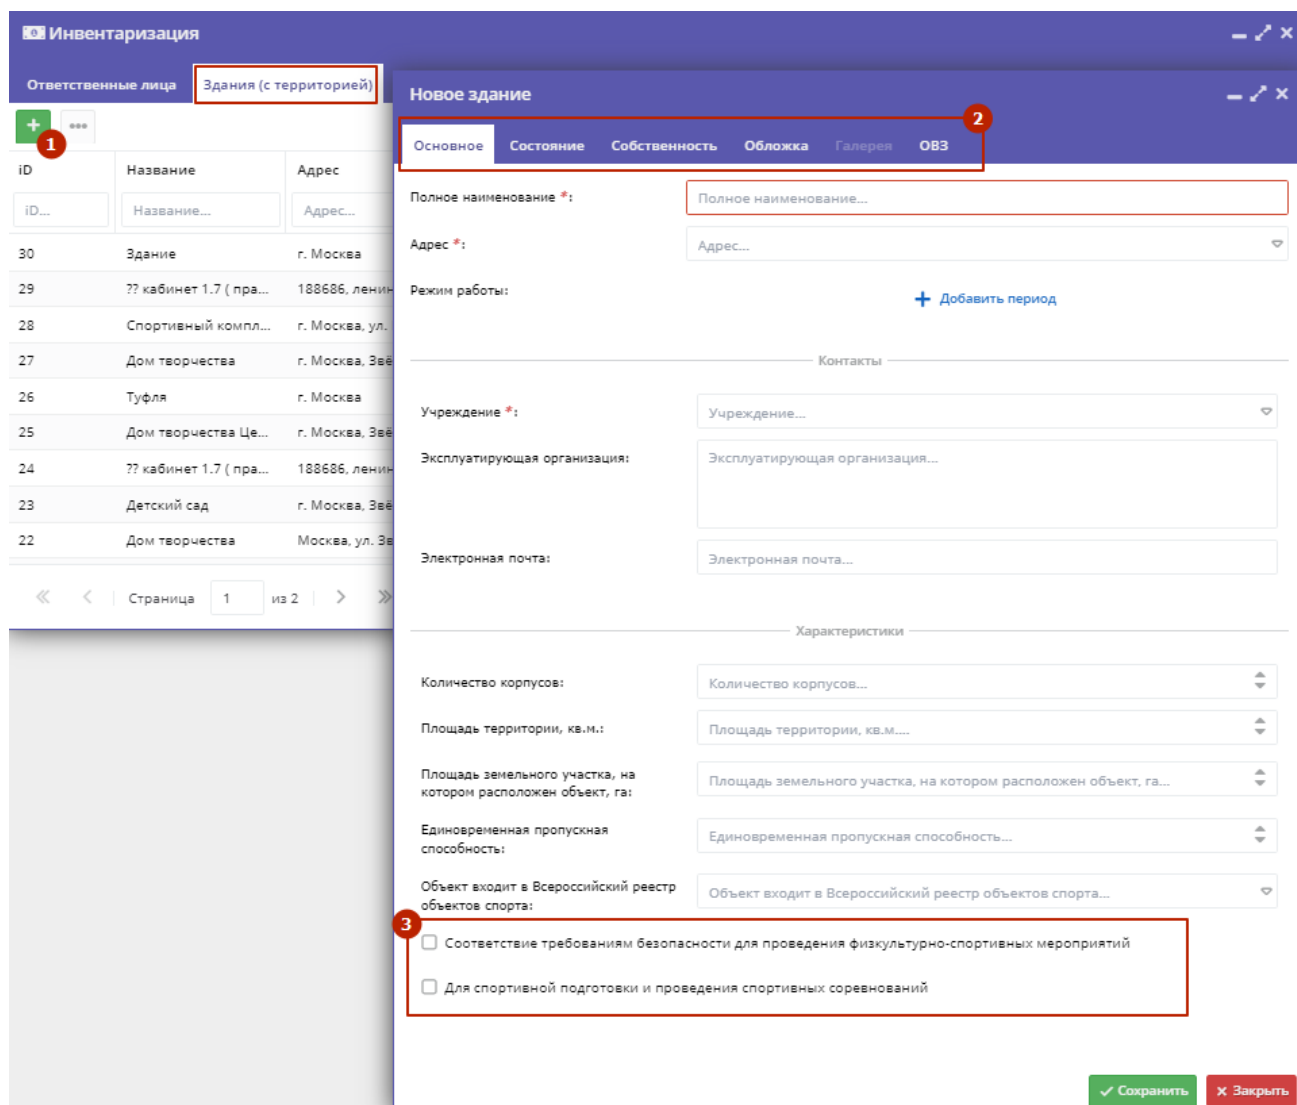 Инвентаризация
Ответственные лица
Здания (с территорией)
1
iD
Название
Адрес
iD...
Название...
Адрес...
30
Здание
г. Москва
29
?? кабинет 1.7 ( пра...
188686, ленин
28
Спортивный компл...
г. Москва, ул.
27
Дом творчества
г. Москва, Звё
26
Туфля
г. Москва
25
Дом творчества Це...
г. Москва, Звё
24
?? кабинет 1.7 ( пра...
188686, ленин
23
Детский сад
г. Москва, Звё
22
Дом творчества
Москва, ул. Зв
Страница
1
из 2
Новое здание
2
Основное
Состояние
Собственность
Обложка
Галерея
ОВЗ
Полное наименование *:
Полное наименование...
Адрес *:
Адрес...
Режим работы:
Добавить период
Контакты
Учреждение *:
Учреждение...
Эксплуатирующая организация:
Эксплуатирующая организация...
Электронная почта:
Электронная почта...
Характеристики
Количество корпусов:
Количество корпусов...
Площадь территории, кв.м.:
Площадь территории, кв.м....
Площадь земельного участка, на
котором расположен объект, га:
Площадь земельного участка, на котором расположен объект, га...
Единовременная пропускная
способность:
Единовременная пропускная способность...
Объект входит в Всероссийский реестр
объектов спорта:
Объект входит в Всероссийский реестр объектов спорта...
3
Соответствие требованиям безопасности для проведения физкультурно-спортивных мероприятий
Для спортивной подготовки и проведения спортивных соревнований
Сохранить
Закрыть